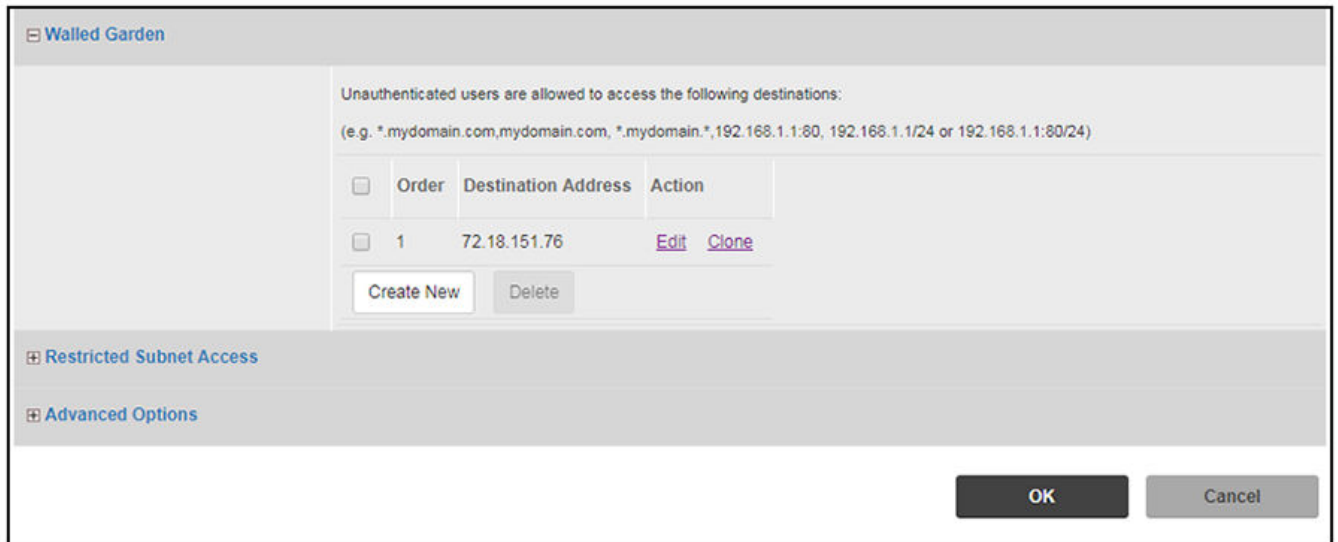 Walled Garden
Unauthenticated users are allowed to access the following destinations:
(e.g. *.mydomain.com,mydomain.com, *.mydomain.*,192.168.1.1:80, 192.168.1.1/24 or 192.168.1.1:80/24)
Order Destination Address Action
1 72.18.151.76 Edit Clone
Create New Delete
Restricted Subnet Access
Advanced Options
OK Cancel